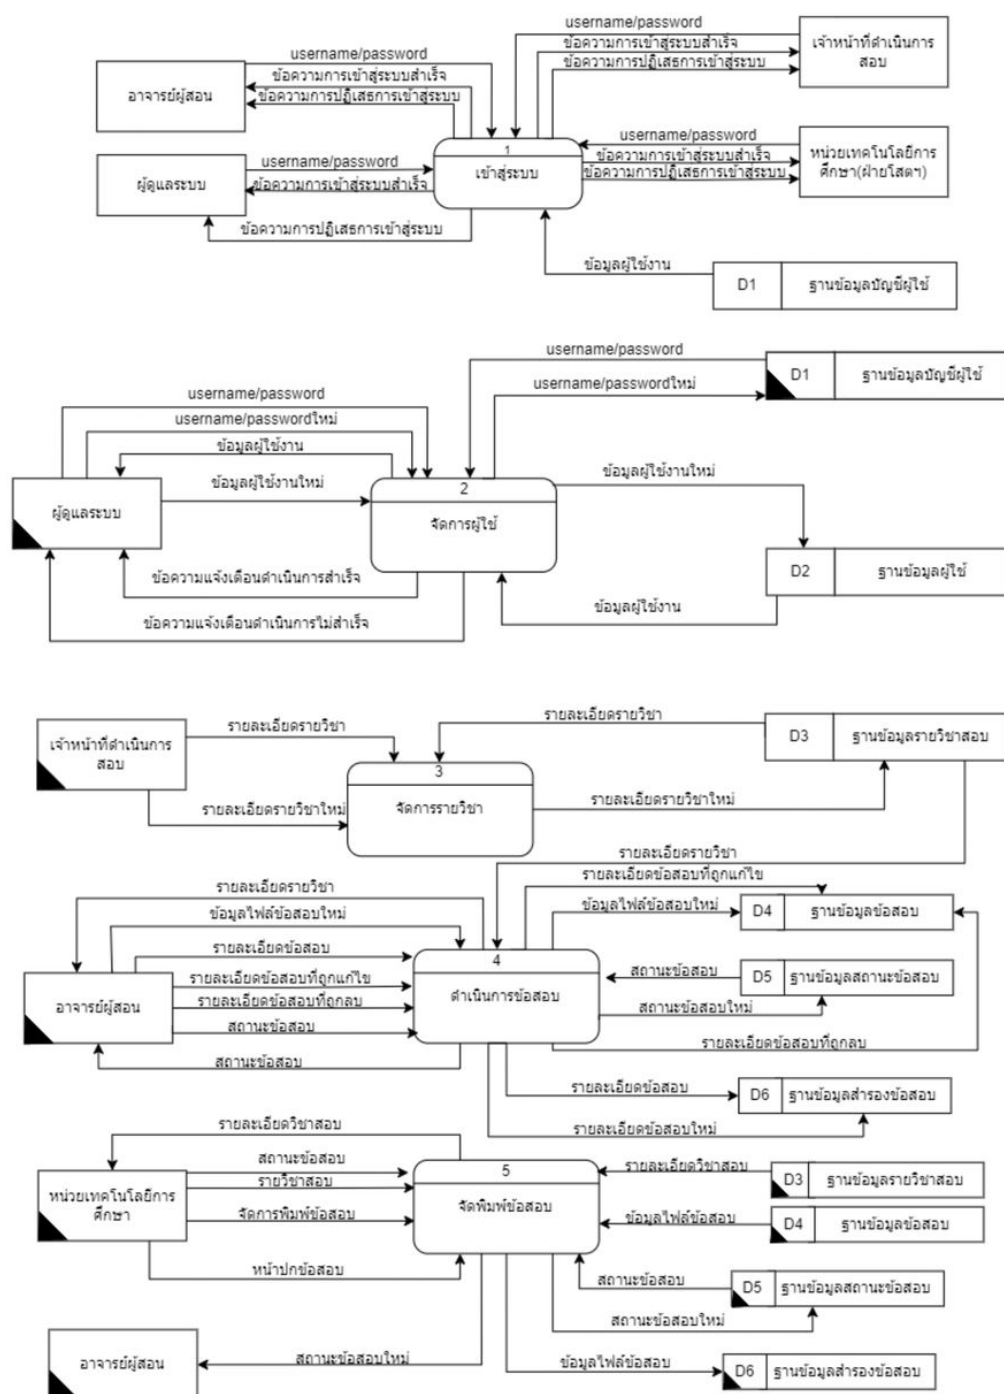 username/password
username/password
ข้อความการเข้าสู่ระบบสำเร็จ
เจ้าหน้าที่ดำเนินการ
สอบ
ข้อความการปฏิเสธการเข้าสู่ระบบ
ข้อความการเข้าสู่ระบบสำเร็จ
อาจารย์ผู้สอน
ข้อความการปฏิเสธการเข้าสู่ระบบ
username/password
1
หน่วยเทคโนโลยีการ
ศึกษา(ฝ่ายโสตฯ)
username/password
ข้อความการเข้าสู่ระบบสำเร็จ
เข้าสู่ระบบ
ข้อความการปฏิเสธการเข้าสู่ระบบ
ผู้ดูแลระบบ
ข้อความการเข้าสู่ระบบสำเร็จ
ข้อความการปฏิเสธการเข้าสู่ระบบ
ข้อมูลผู้ใช้งาน
D1
ฐานข้อมูลบัญชีผู้ใช้
username/password
D1
ฐานข้อมูลบัญชีผู้ใช้
username/passwordใหม่
username/password
username/passwordใหม่
ข้อมูลผู้ใช้งาน
ข้อมูลผู้ใช้งานใหม่
2
ข้อมูลผู้ใช้งานใหม่
ผู้ดูแลระบบ
จัดการผู้ใช้
D2
ฐานข้อมูลผู้ใช้
ข้อความแจ้งเตือนดำเนินการสำเร็จ
ข้อมูลผู้ใช้งาน
ข้อความแจ้งเตือนดำเนินการไม่สำเร็จ
รายละเอียดรายวิชา
รายละเอียดรายวิชา
D3
ฐานข้อมูลรายวิชาสอบ
เจ้าหน้าที่ดำเนินการ
สอบ
3
จัดการรายวิชา
รายละเอียดรายวิชาใหม่
รายละเอียดรายวิชาใหม่
รายละเอียดรายวิชา
รายละเอียดข้อสอบที่ถูกแก้ไข
รายละเอียดรายวิชา
ข้อมูลไฟล์ข้อสอบใหม่
ข้อมูลไฟล์ข้อสอบใหม่
D4
ฐานข้อมูลข้อสอบ
รายละเอียดข้อสอบ
4
สถานะข้อสอบ
D5
ฐานข้อมูลสถานะข้อสอบ
รายละเอียดข้อสอบที่ถูกแก้ไข
ดำเนินการข้อสอบ
อาจารย์ผู้สอน
รายละเอียดข้อสอบที่ถูกลบ
สถานะข้อสอบใหม่
สถานะข้อสอบ
รายละเอียดข้อสอบที่ถูกลบ
สถานะข้อสอบ
รายละเอียดข้อสอบ
D6
ฐานข้อมูลสำรองข้อสอบ
รายละเอียดวิชาสอบ
รายละเอียดข้อสอบใหม่
สถานะข้อสอบ
5
รายละเอียดวิชาสอบ
D3
ฐานข้อมูลรายวิชาสอบ
รายวิชาสอบ
หน่วยเทคโนโลยีการ
ศึกษา
จัดพิมพ์ข้อสอบ
จัดการพิมพ์ข้อสอบ
ข้อมูลไฟล์ข้อสอบ
D4
ฐานข้อมูลข้อสอบ
หน้าปกข้อสอบ
สถานะข้อสอบ
D5
ฐานข้อมูลสถานะข้อสอบ
สถานะข้อสอบใหม่
อาจารย์ผู้สอน
สถานะข้อสอบใหม่
ข้อมูลไฟล์ข้อสอบ
D6
ฐานข้อมูลสำรองข้อสอบ